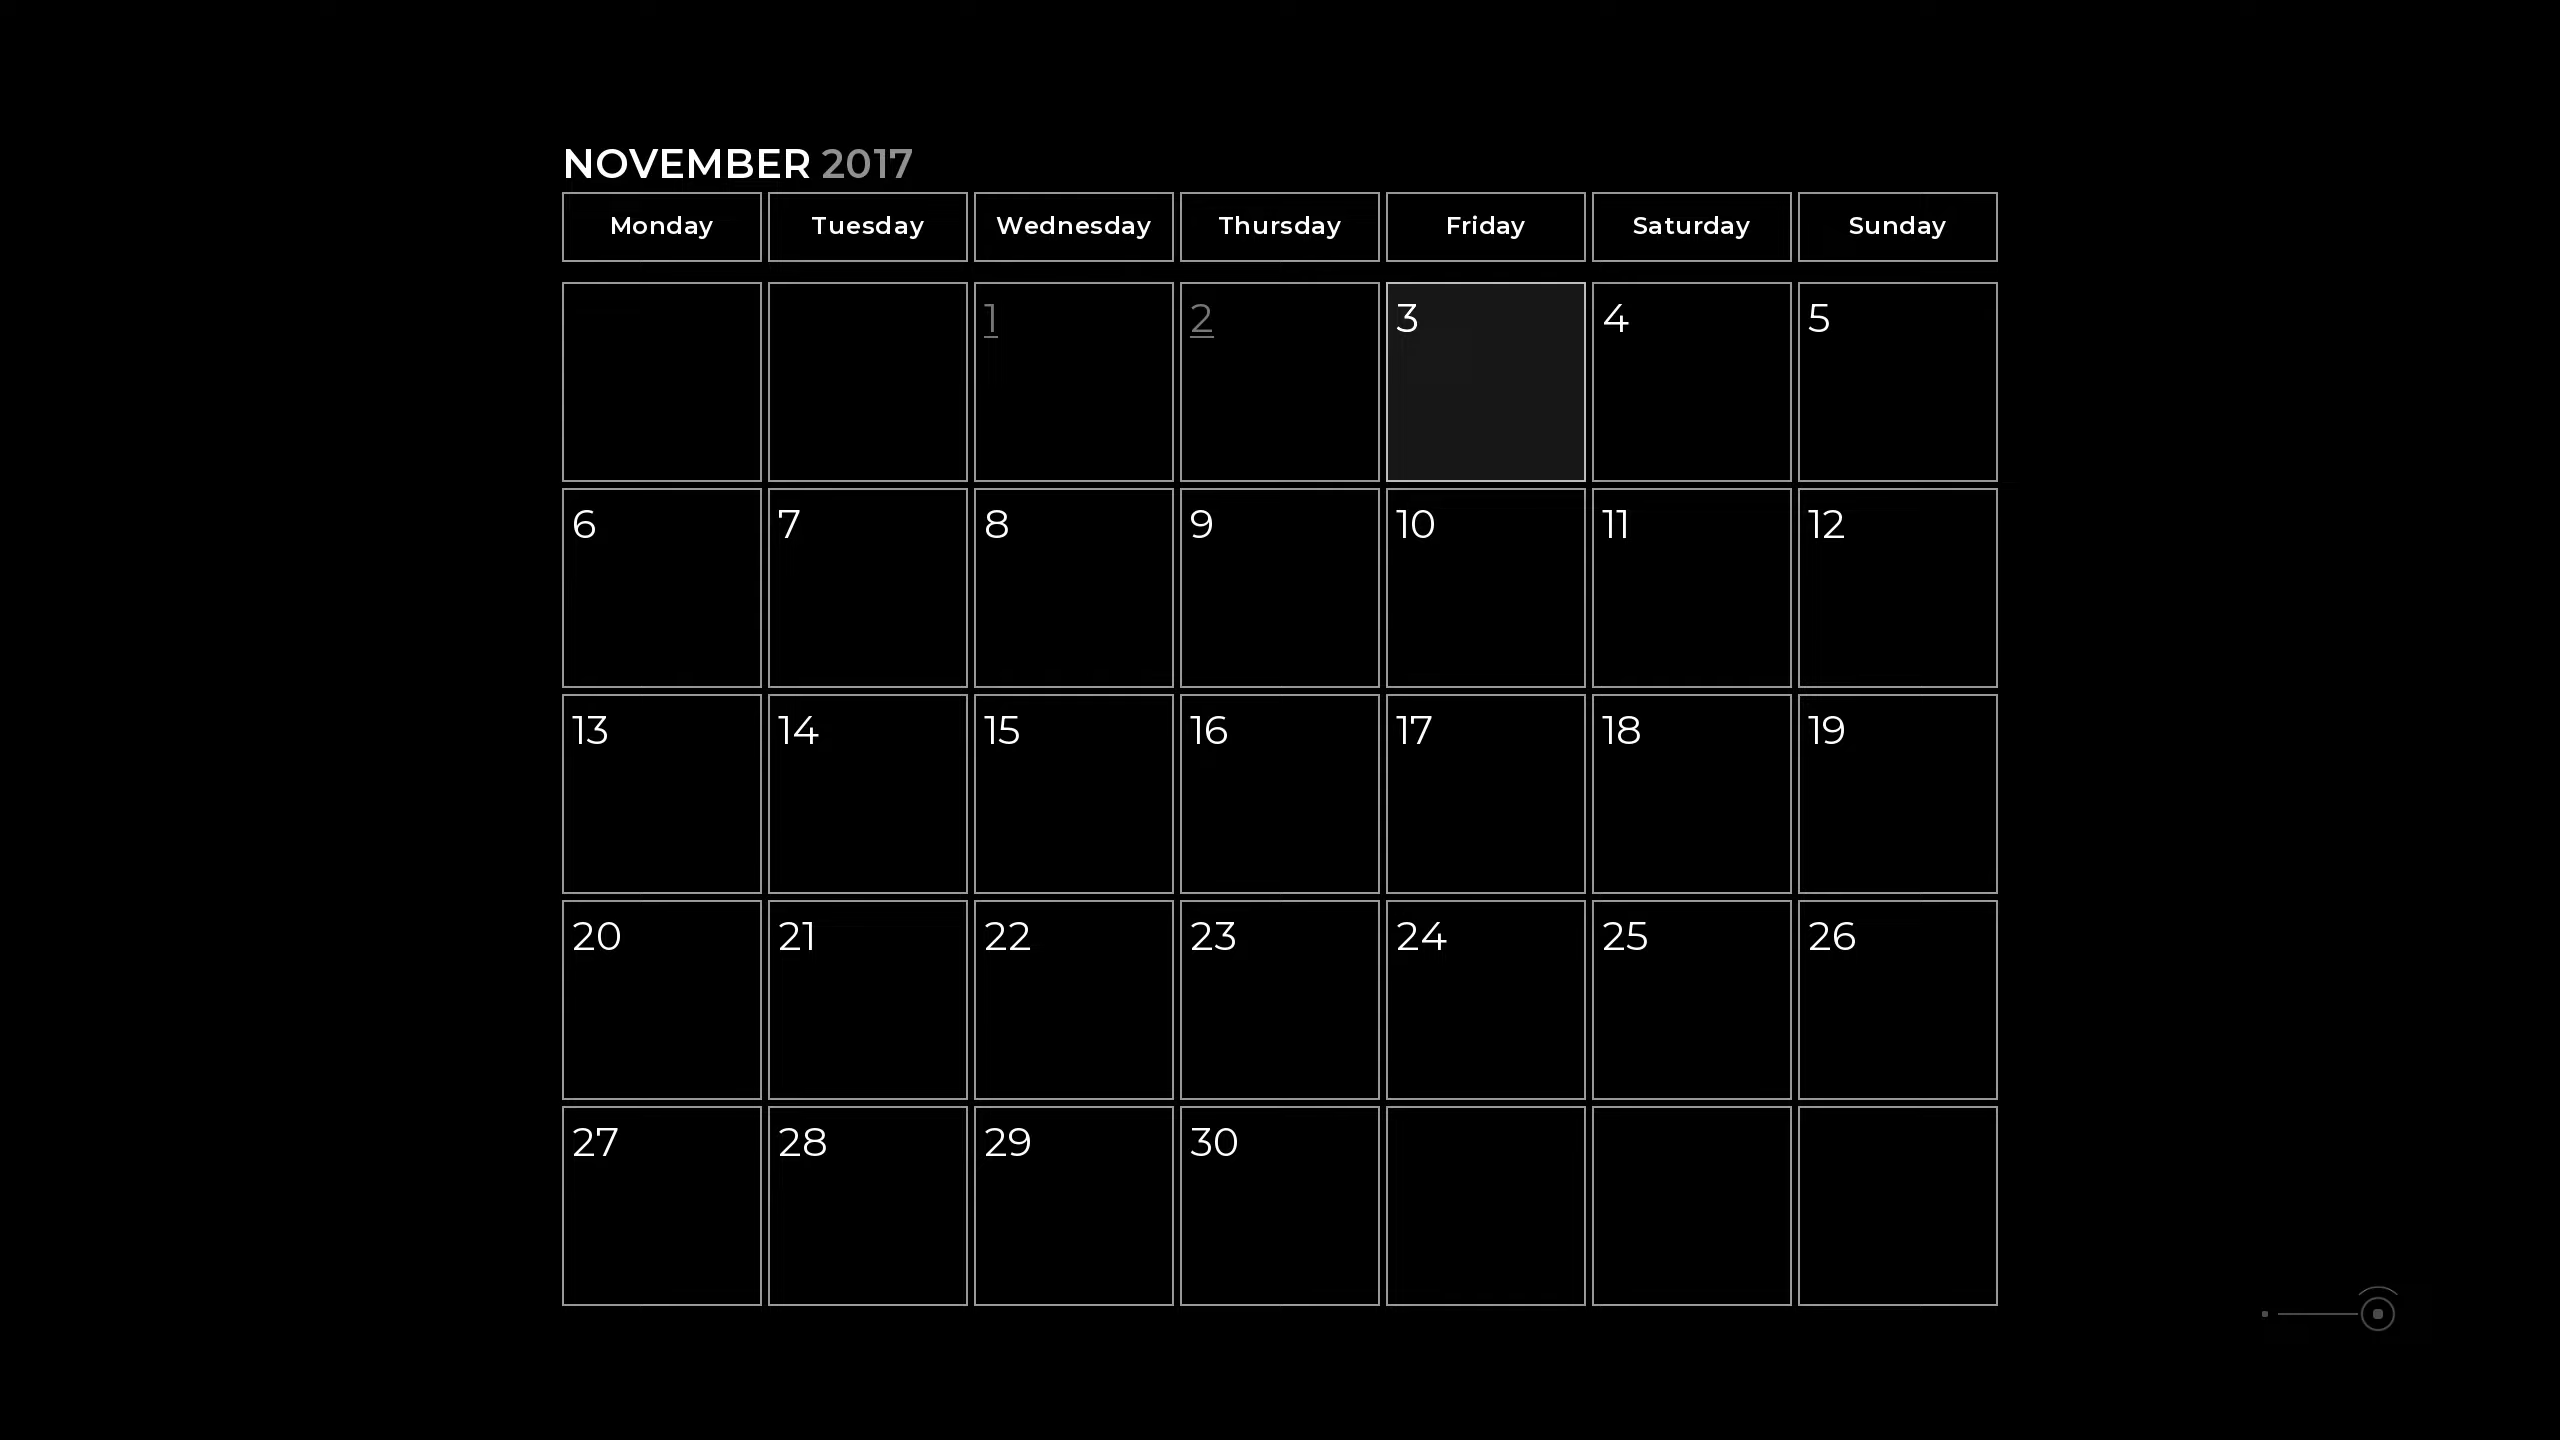 NOVEMBER 2017
Monday Tuesday Wednesday Thursday Friday Saturday Sunday
1 2 3 4 5
6 7 8 9 10 11 12
13 14 15 16 17 18 19
20 21 22 23 24 25 26
27 28 29 30